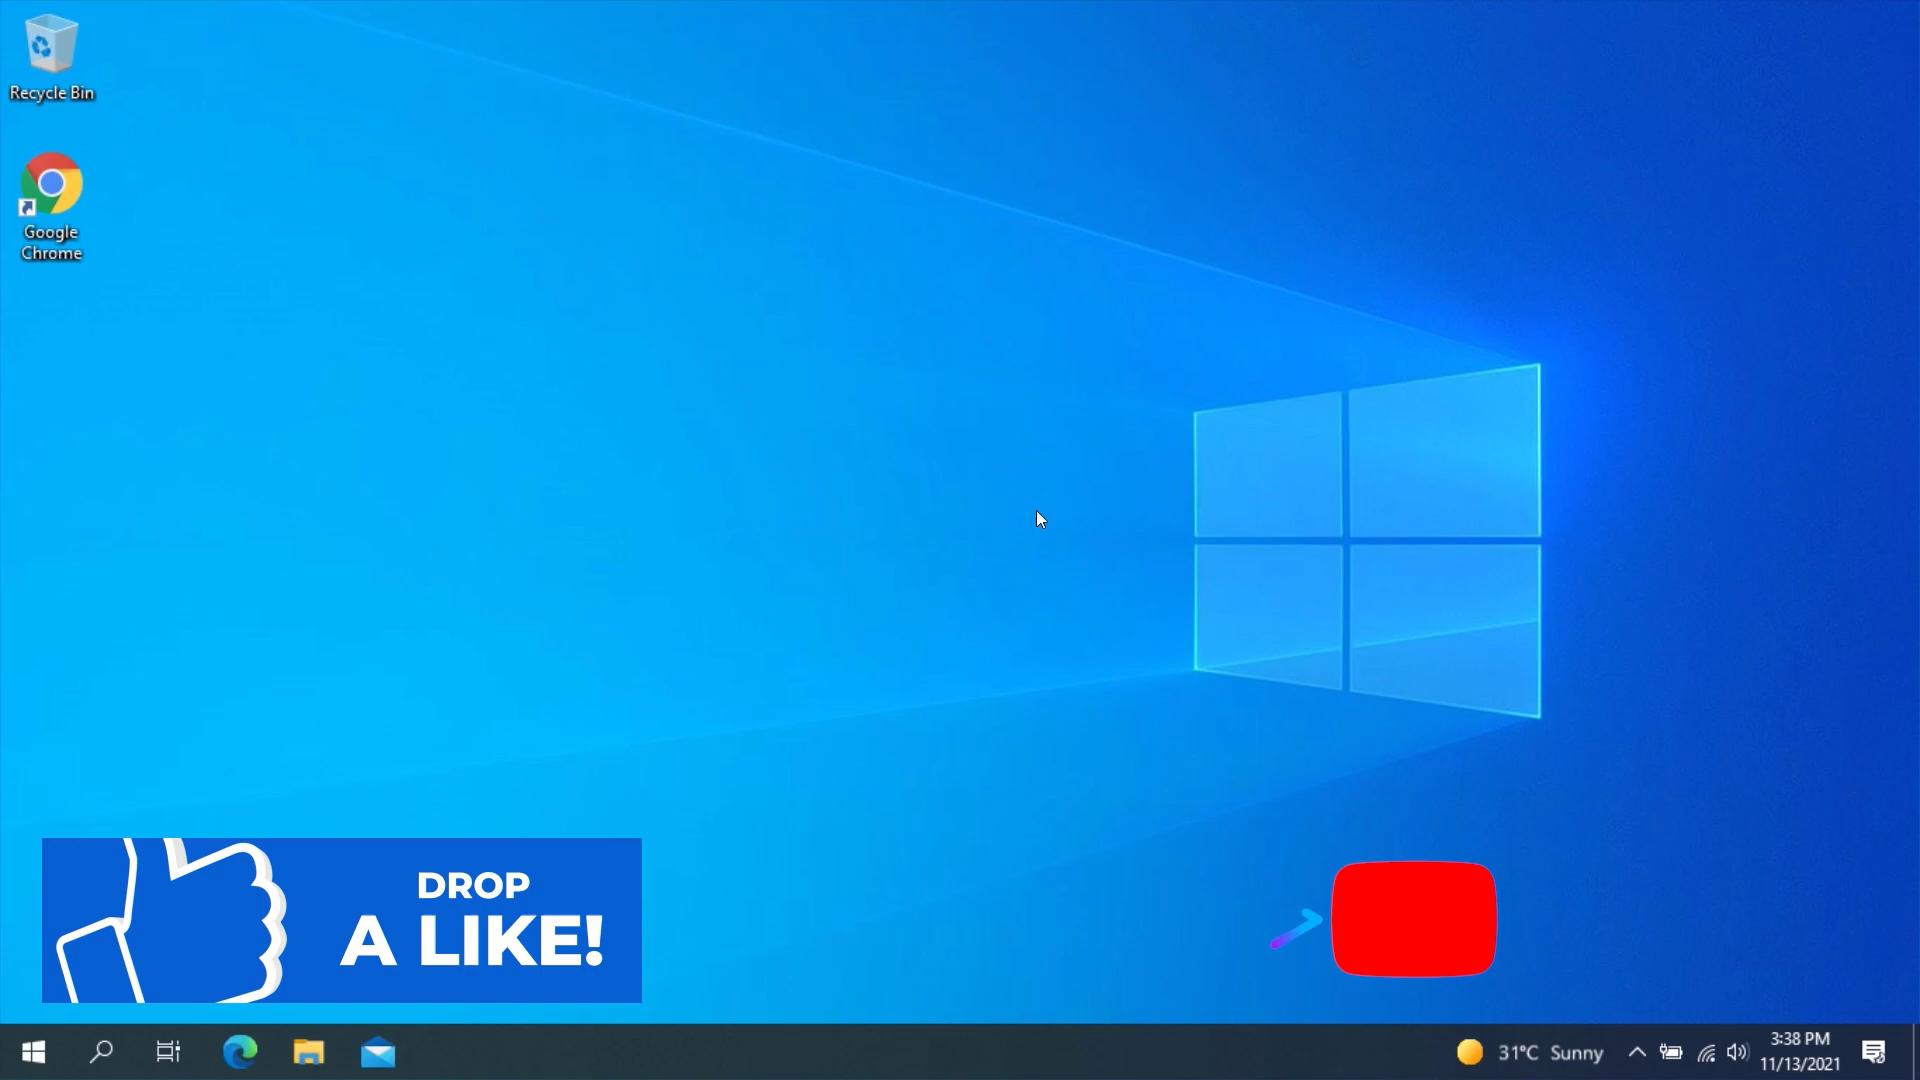 Recycle Bin
Google
Chrome
DROP
A LIKE!
31°C Sunny
3:38 PM
11/13/2021